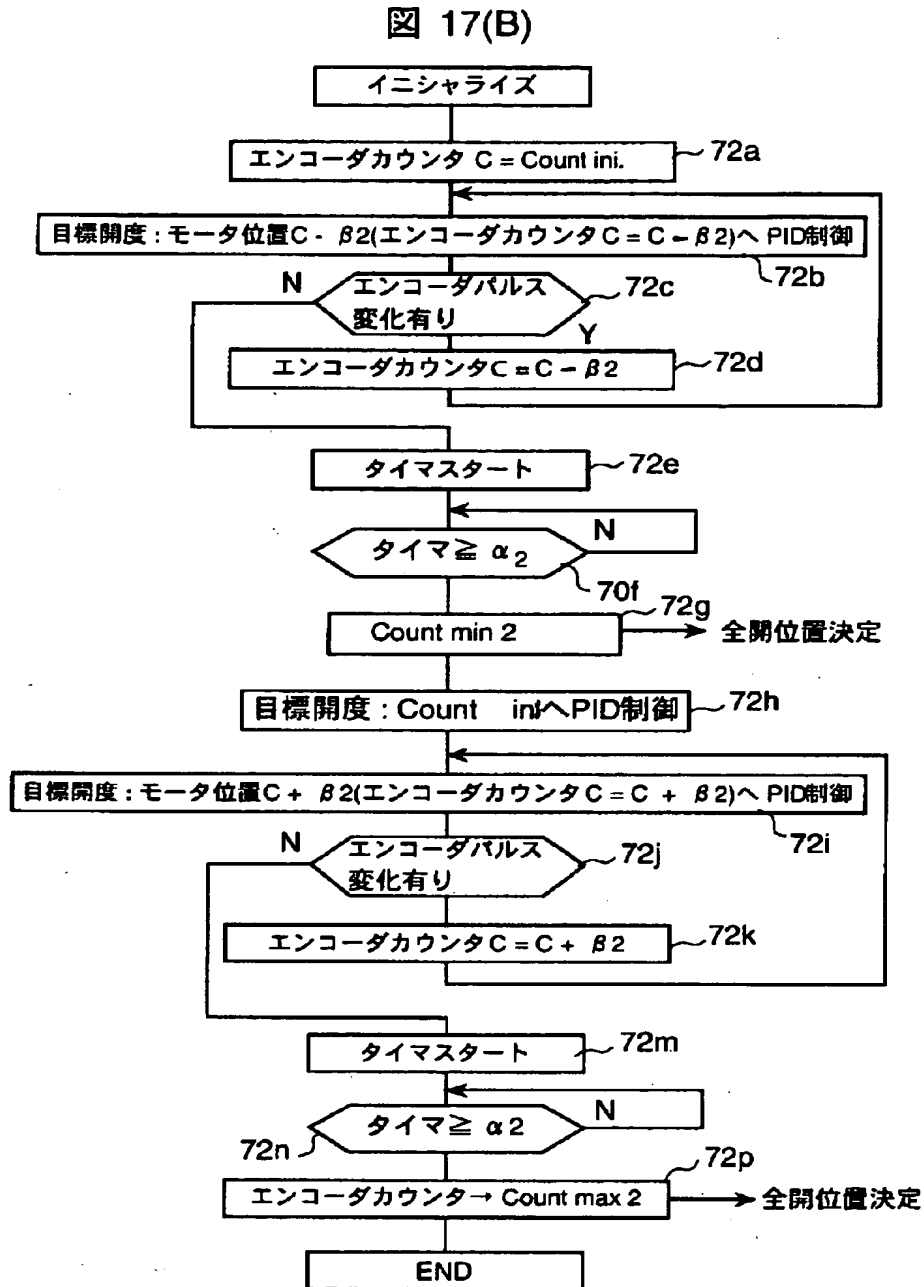 図 17(B)
イニシャライズ
エンコーダカウンタ C = Count ini.
72a
目標開度 : モータ位置C - β2(エンコーダカウンタ C = C - β2)へ PID制御
72b
N
エンコーダパルス
変化有り
72c
Y
エンコーダカウンタC = C - β2
72d
タイマスタート
72e
N
タイマ ≧ α2
70f
72g
Count min 2
全開位置決定
目標開度 : Count iniへPID制御
72h
目標開度 : モータ位置C + β2(エンコーダカウンタ C = C + β2)へ PID制御
72i
N
エンコーダパルス
変化有り
72j
エンコーダカウンタ C = C + β2
72k
タイマスタート
72m
N
タイマ ≧ α2
72n
72p
エンコーダカウンタ→ Count max 2
全開位置決定
END